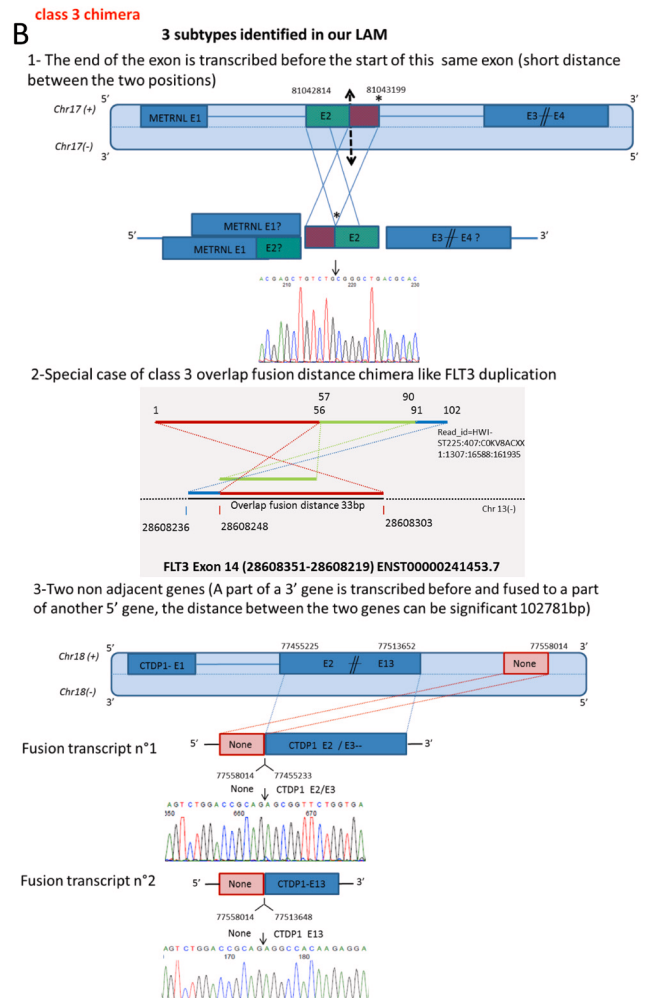 class 3 chimera
B
3 subtypes identified in our LAM
1- The end of the exon is transcribed before the start of this same exon (short distance
between the two positions)
81042814
81043199
*
5’
3’
Chr17 (+)
METRNL E1
E2
E3-//-E4
Chr17(-)
3’
5’
*
METRNL E1?
5’
METRNL E1
E2?
E2
E3-//-E4 ?
3’
A C G A G C T G T C T G C G G G C T G A C G C A C
210
220
230
2-Special case of class 3 overlap fusion distance chimera like FLT3 duplication
57
90
1
56
91
102
Read_id=HWI-
ST225:407:C0KV8ACXX
1:1307:16588:161935
Overlap fusion distance 33bp
Chr 13(-)
28608236
28608248
28608303
FLT3 Exon 14 (28608351-28608219) ENST00000241453.7
3-Two non adjacent genes (A part of a 3’ gene is transcribed before and fused to a part
of another 5’ gene, the distance between the two genes can be significant 102781bp)
5’
77455225
77513652
77558014
3’
Chr18 (+)
CTDP1- E1
E2
//
E13
None
Chr18(-)
3’
5’
Fusion transcript n°1
5’
None
CTDP1 E2 / E3--
3’
77558014
77455233
None
CTDP1 E2/E3
AGTCTGGACCGCAGAGCGGTTCTGGTGA
660
670
Fusion transcript n°2
5’
None
CTDP1-E13
3’
77558014
77513648
None
CTDP1 E13
AGTCTGGACCGCAGAGGCCACAAGAGGA
170
180